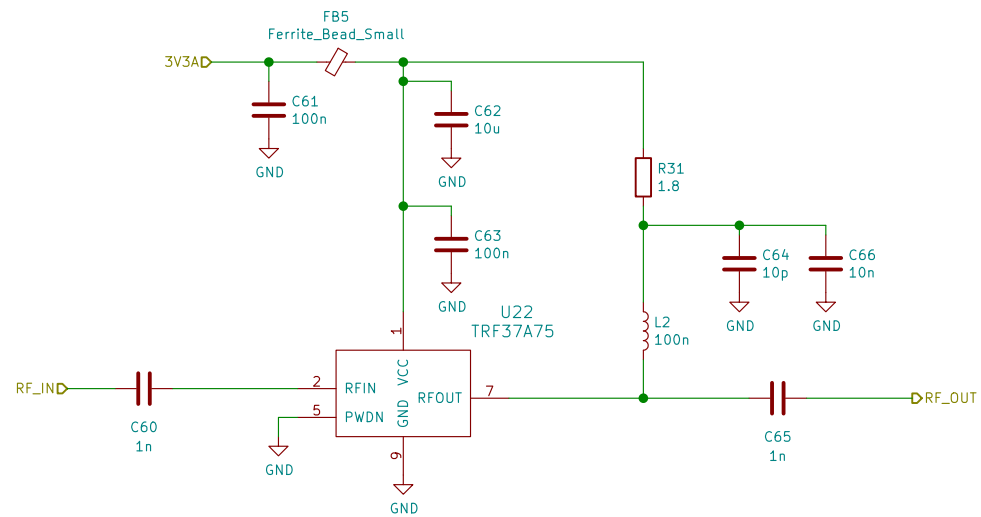 FB5
Ferrite_Bead_Small
3V3A
C61
100n
GND
C62
10u
GND
R31
1.8
C63
100n
GND
C64
10p
GND
C66
10n
GND
U22
TRF37A75
1
L2
100n
RF_IN
C60
1n
2
RFIN
VCC
5
PWDN
GND
RFOUT
7
9
GND
GND
C65
1n
RF_OUT